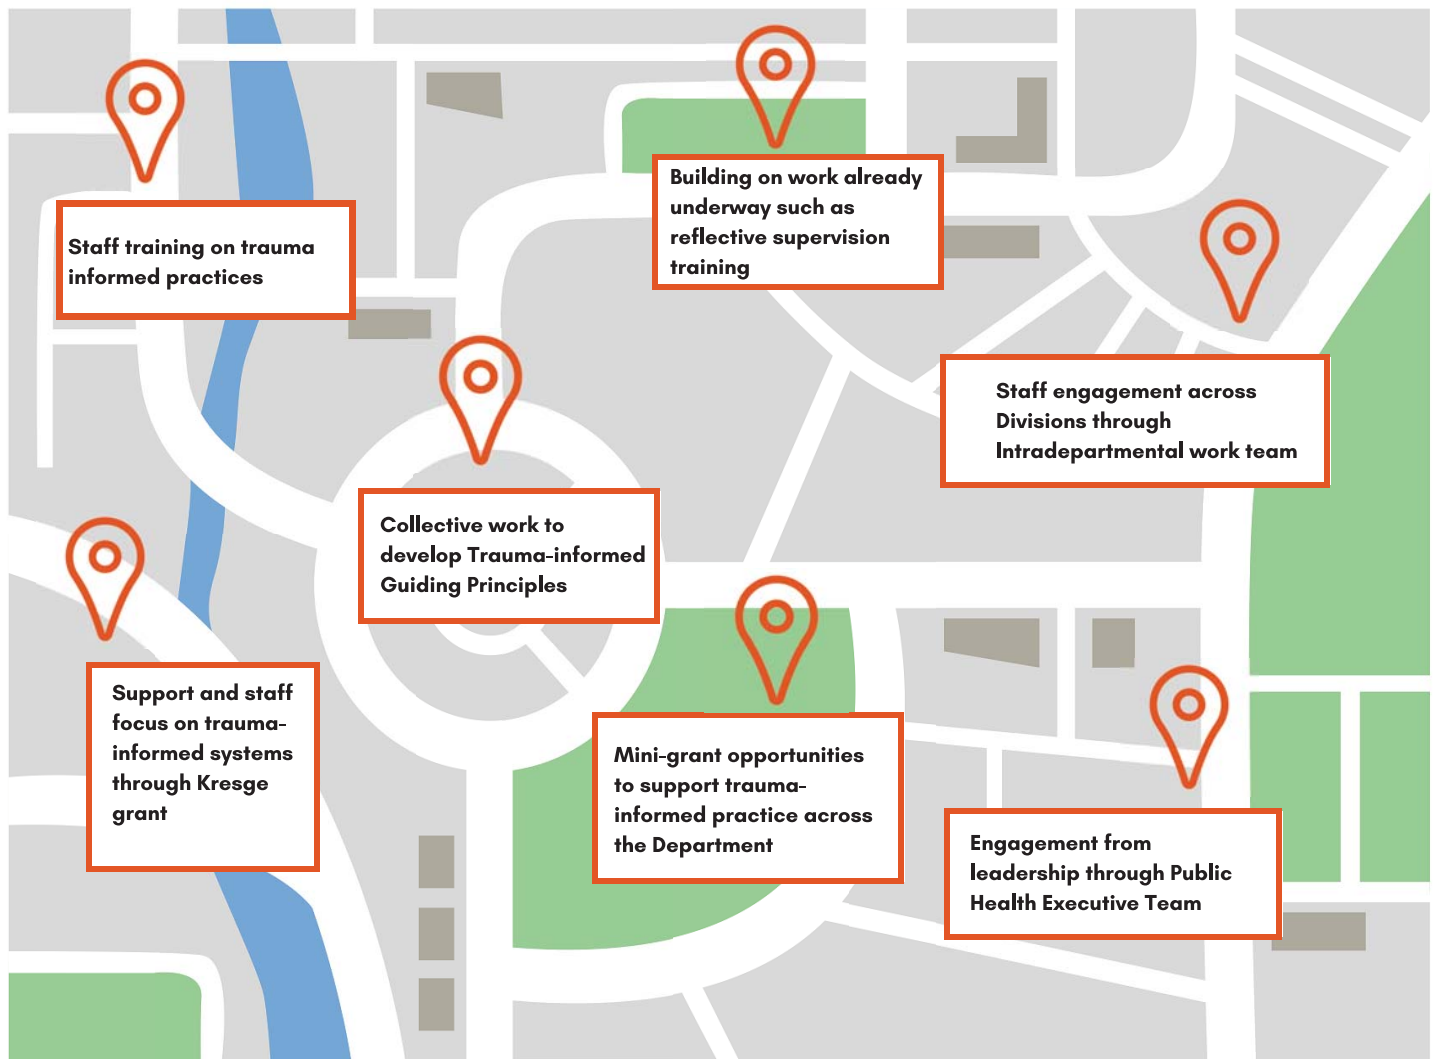 Staff training on trauma
informed practices
Building on work already
underway such as
reflective supervision
training
Staff engagement across
Divisions through
Intradepartmental work team
Collective work to
develop Trauma-informed
Guiding Principles
Support and staff
focus on trauma-
informed systems
through Kresge
grant
Mini-grant opportunities
to support trauma-
informed practice across
the Department
Engagement from
leadership through Public
Health Executive Team